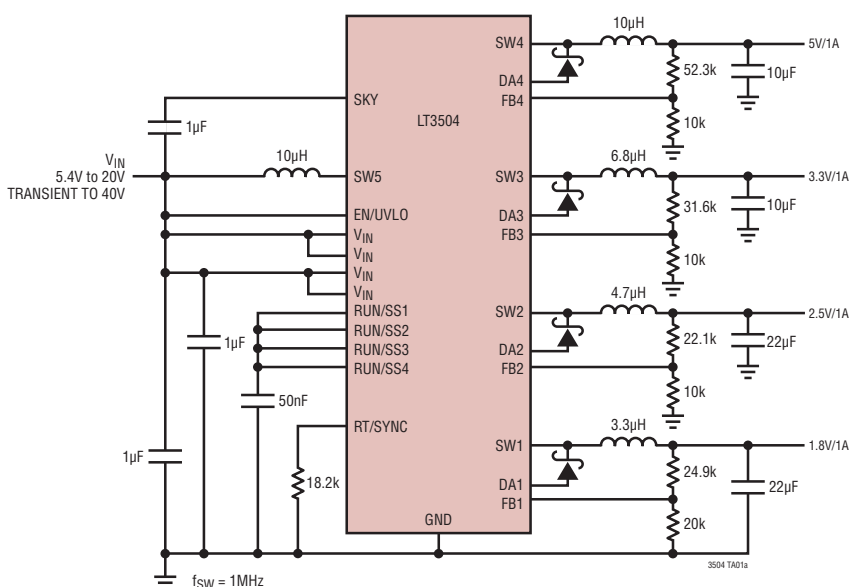 10µH
SW4
5V/1A
52.3k
10µF
DA4
FB4
SKY
LT3504
1µF
10k
10µH
VIN
5.4V to 20V
TRANSIENT TO 40V
SW5
6.8µH
SW3
3.3V/1A
31.6k
10µF
EN/UVLO
DA3
VIN
FB3
VIN
10k
VIN
VIN
4.7µH
RUN/SS1
SW2
2.5V/1A
RUN/SS2
22.1k
22µF
1µF
RUN/SS3
DA2
RUN/SS4
FB2
10k
50nF
3.3µH
RT/SYNC
SW1
1.8V/1A
1µF
24.9k
18.2k
DA1
22µF
FB1
GND
20k
3504 TA01a
fSW = 1MHz